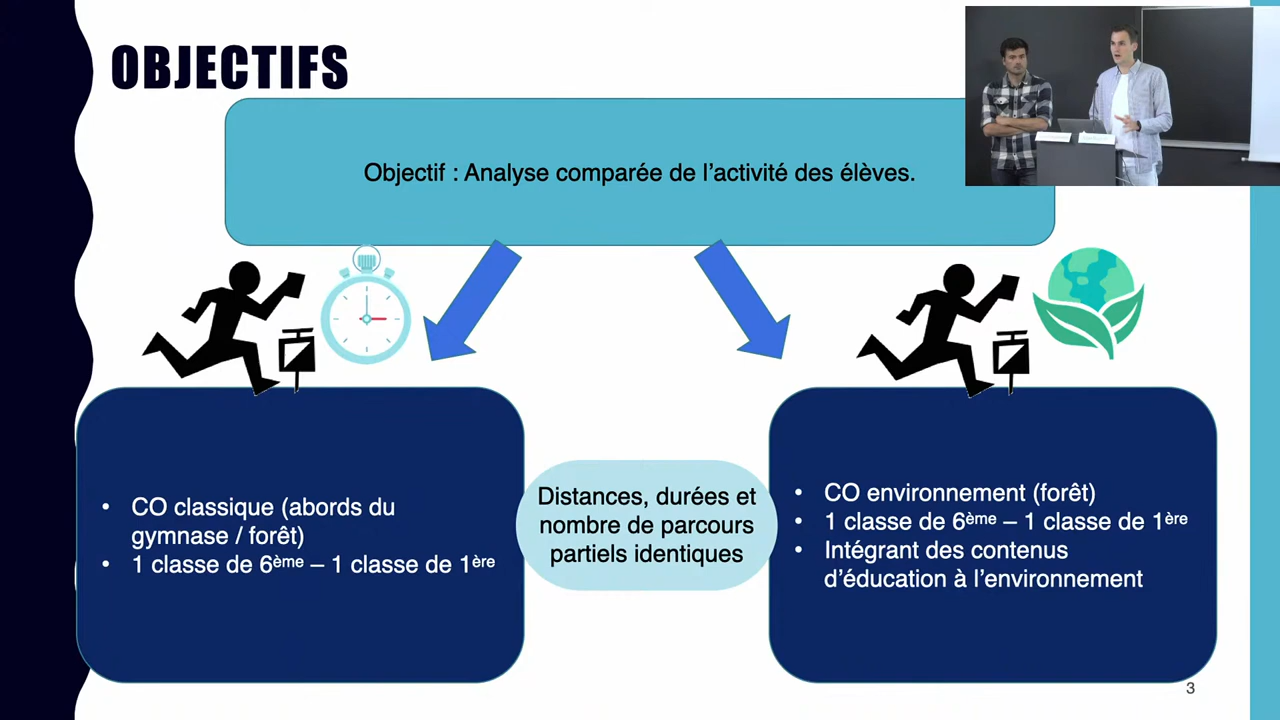 OBJECTIFS
Objectif : Analyse comparée de l'activité des élèves.
• CO classique (abords du
gymnase / forêt)
• 1 classe de 6ème – 1 classe de 1ère
Distances, durées et
nombre de parcours
partiels identiques
• CO environnement (forêt)
• 1 classe de 6ème – 1 classe de 1ère
• Intégrant des contenus
d'éducation à l'environnement
3